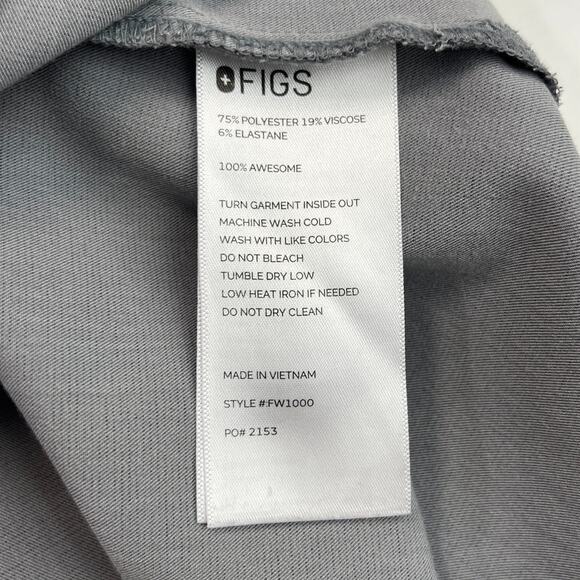 FIGS
75% POLYESTER 19% VISCOSE
6% ELASTANE
100% AWESOME
TURN GARMENT INSIDE OUT
MACHINE WASH COLD
WASH WITH LIKE COLORS
DO NOT BLEACH
TUMBLE DRY LOW
LOW HEAT IRON IF NEEDED
DO NOT DRY CLEAN
MADE IN VIETNAM
STYLE #:FW1000
PO# 2153